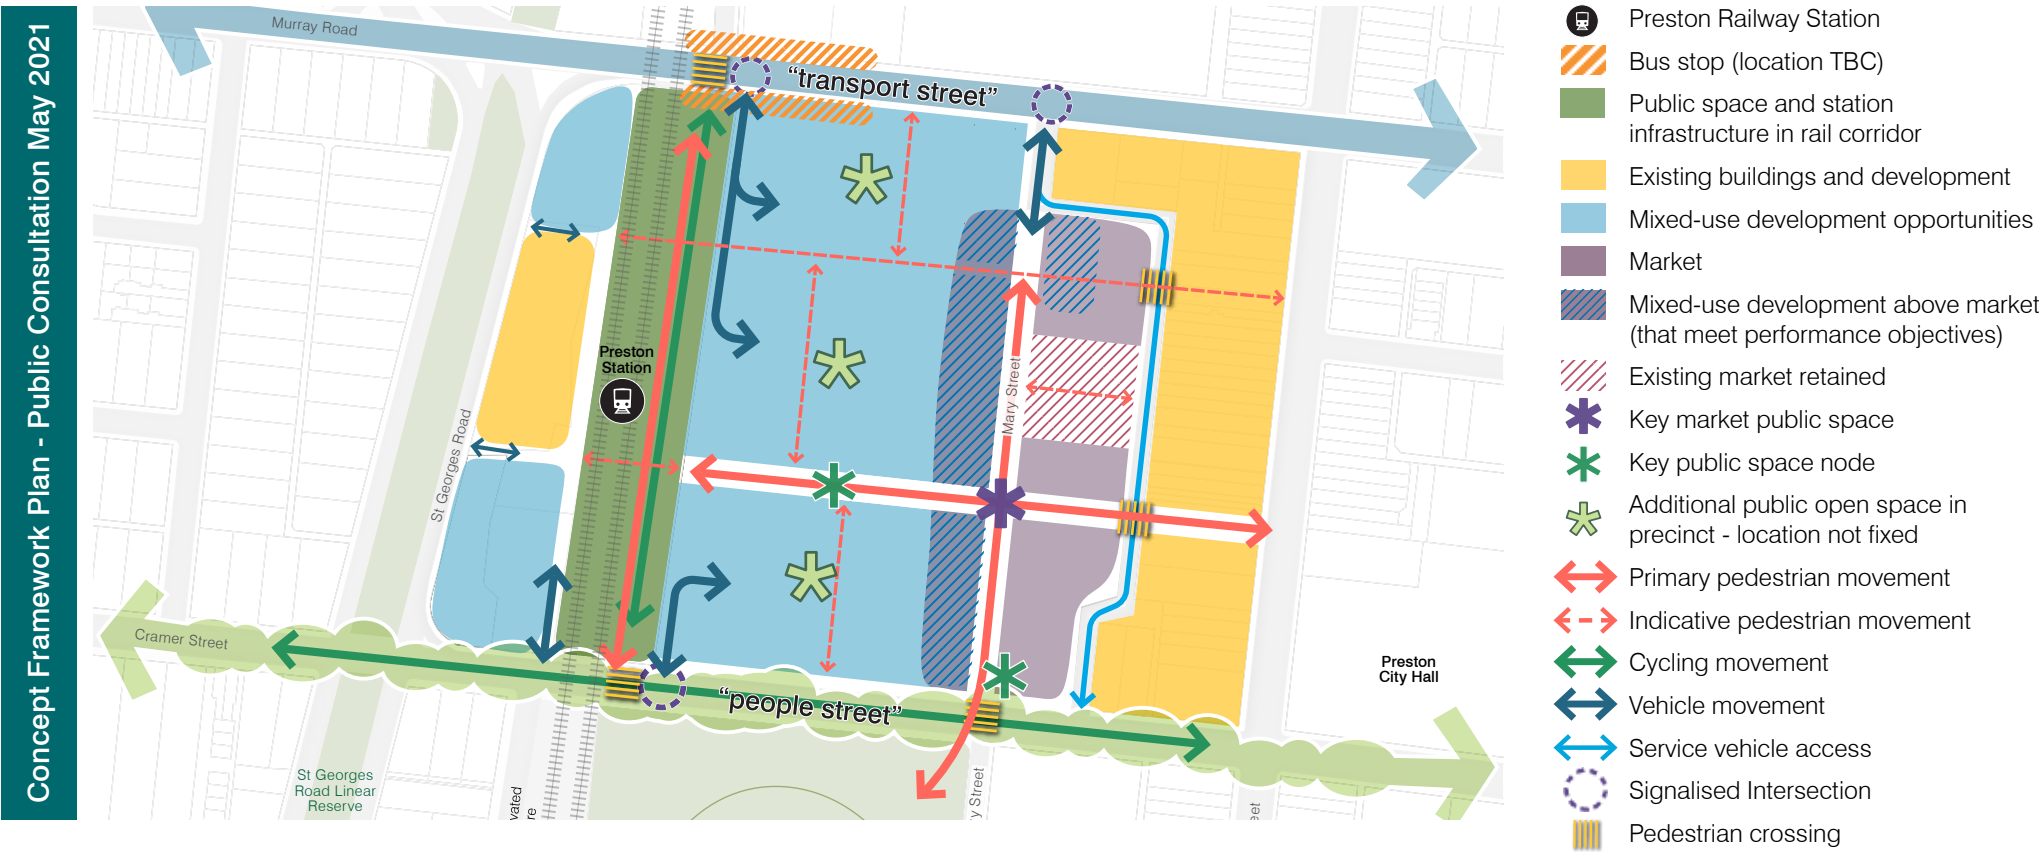 Concept Framework Plan - Public Consultation May 2021
Murray Road
“transport street”
Preston
Station
Mary Street
St Georges Road
Cramer Street
“people street”
Preston
City Hall
St Georges
Road Linear
Reserve
Street
Preston Railway Station
Bus stop (location TBC)
Public space and station
infrastructure in rail corridor
Existing buildings and development
Mixed-use development opportunities
Market
Mixed-use development above market
(that meet performance objectives)
Existing market retained
Key market public space
Key public space node
Additional public open space in
precinct - location not fixed
Primary pedestrian movement
Indicative pedestrian movement
Cycling movement
Vehicle movement
Service vehicle access
Signalised Intersection
Pedestrian crossing